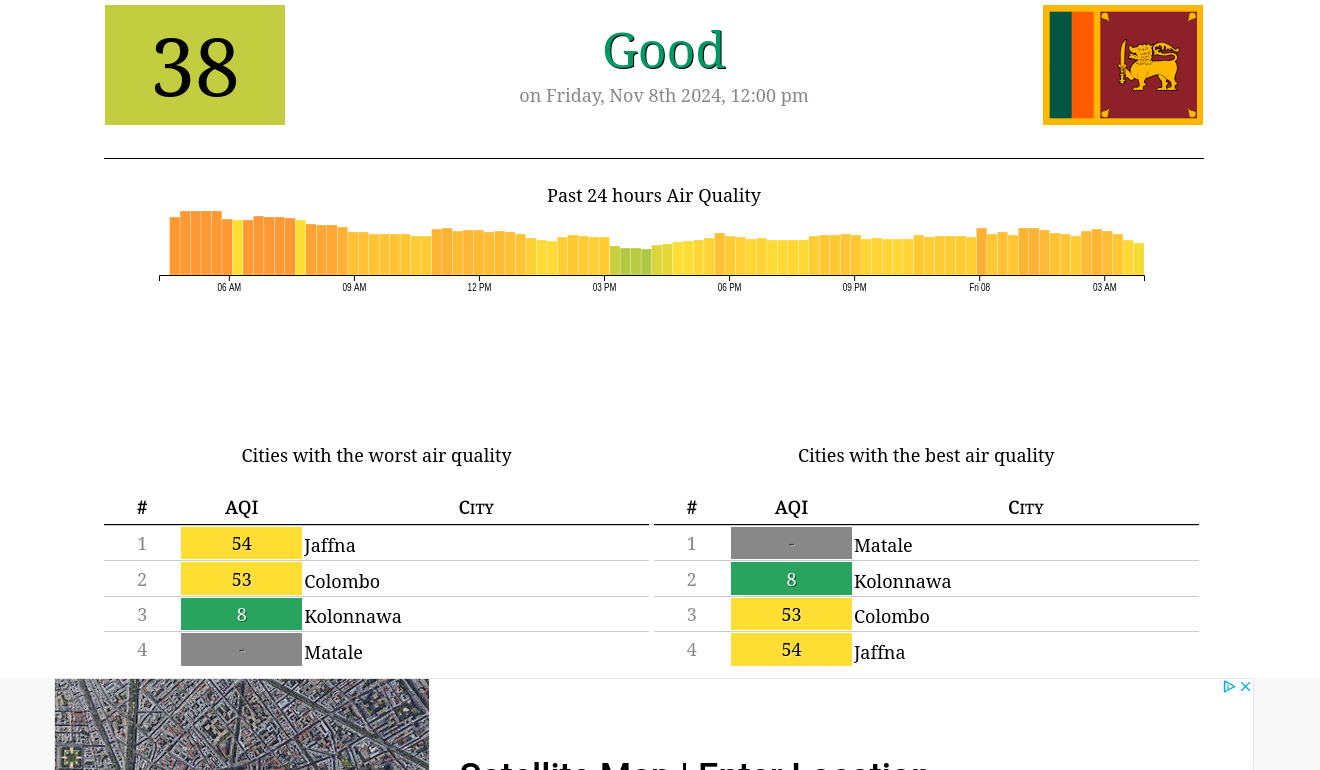 38
Good
on Friday, Nov 8th 2024, 12:00 pm
Past 24 hours Air Quality
06 AM 09 AM 12 PM 03 PM 06 PM 09 PM Fri 08 03 AM
Cities with the worst air quality
# AQI City
1 54 Jaffna
2 53 Colombo
3 8 Kolonnawa
4 - Matale
Cities with the best air quality
# AQI City
1 - Matale
2 8 Kolonnawa
3 53 Colombo
4 54 Jaffna
Satellite Map | Enter Location